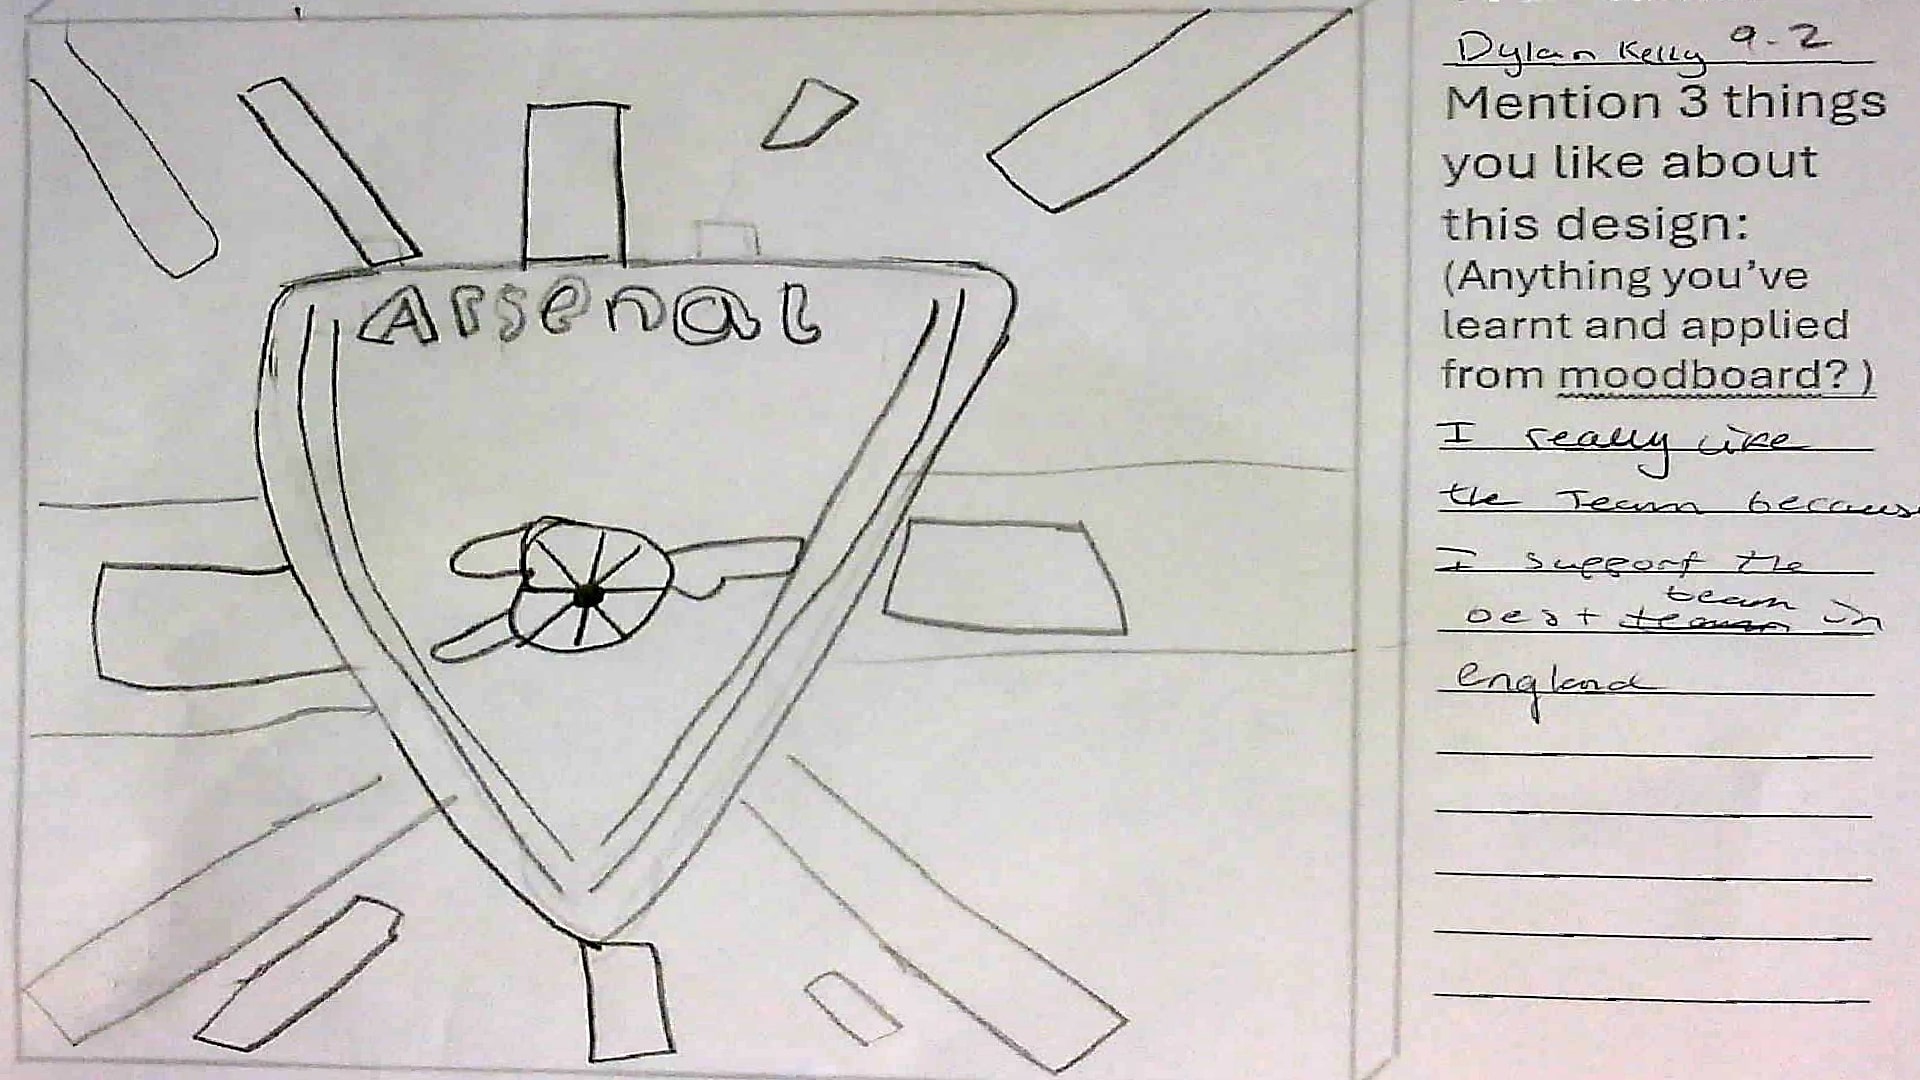 Arsenal
Dylan Kelly 9-2
Mention 3 things
you like about
this design:
(Anything you've
learnt and applied
from moodboard? )
I really like
the Team because
I support the
best team in
england